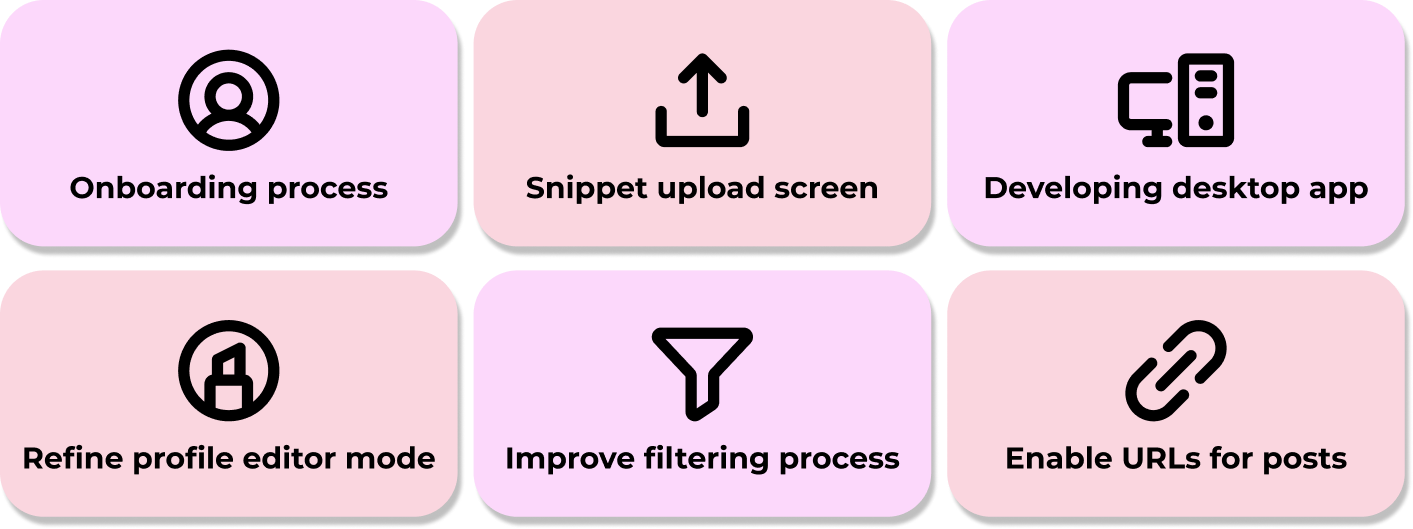 Onboarding process
Snippet upload screen
Developing desktop app
Refine profile editor mode
Improve filtering process
Enable URLs for posts